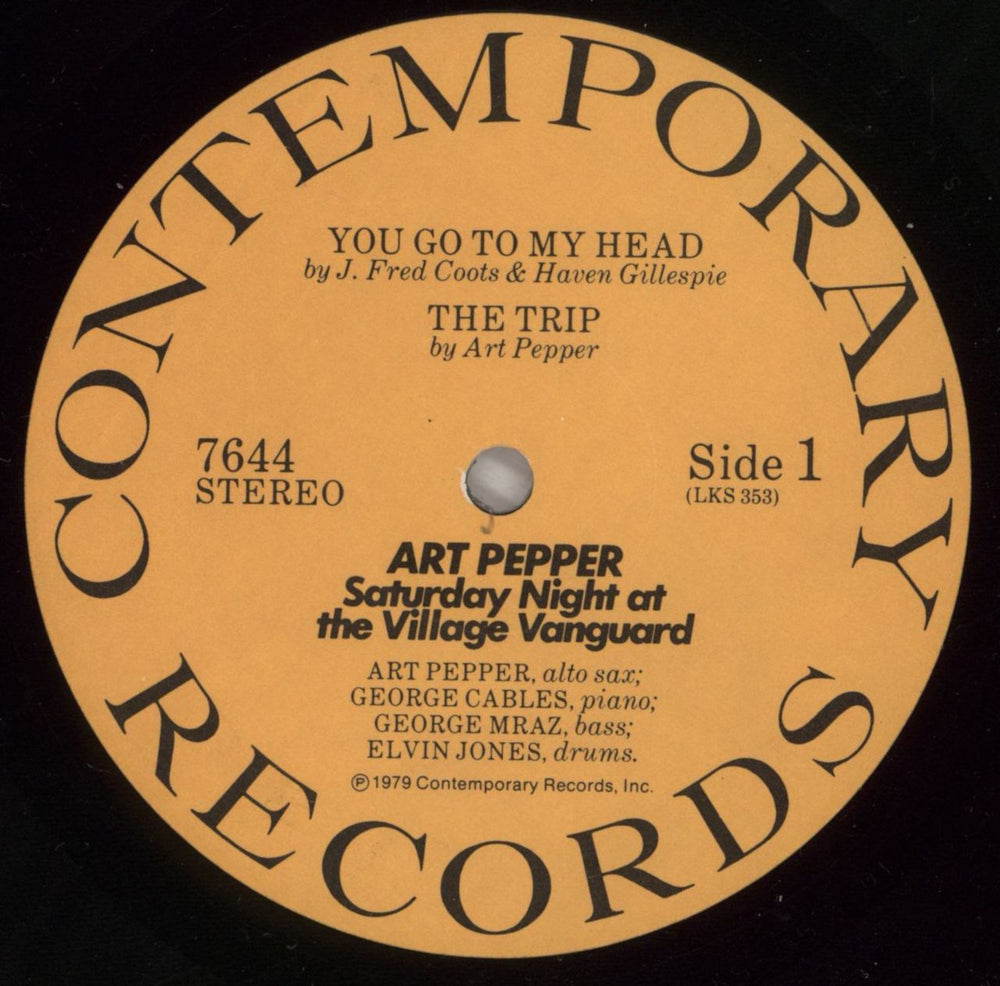 CONTEMPORARY
YOU GO TO MY HEAD
by J. Fred Coots & Haven Gillespie
THE TRIP
by Art Pepper
7644
STEREO
Side 1
(LKS 353)
ART PEPPER
Saturday Night at
the Village Vanguard
ART PEPPER, alto sax;
GEORGE CABLES, piano;
GEORGE MRAZ, bass;
ELVIN JONES, drums.
℗ 1979 Contemporary Records, Inc.
RECORDS